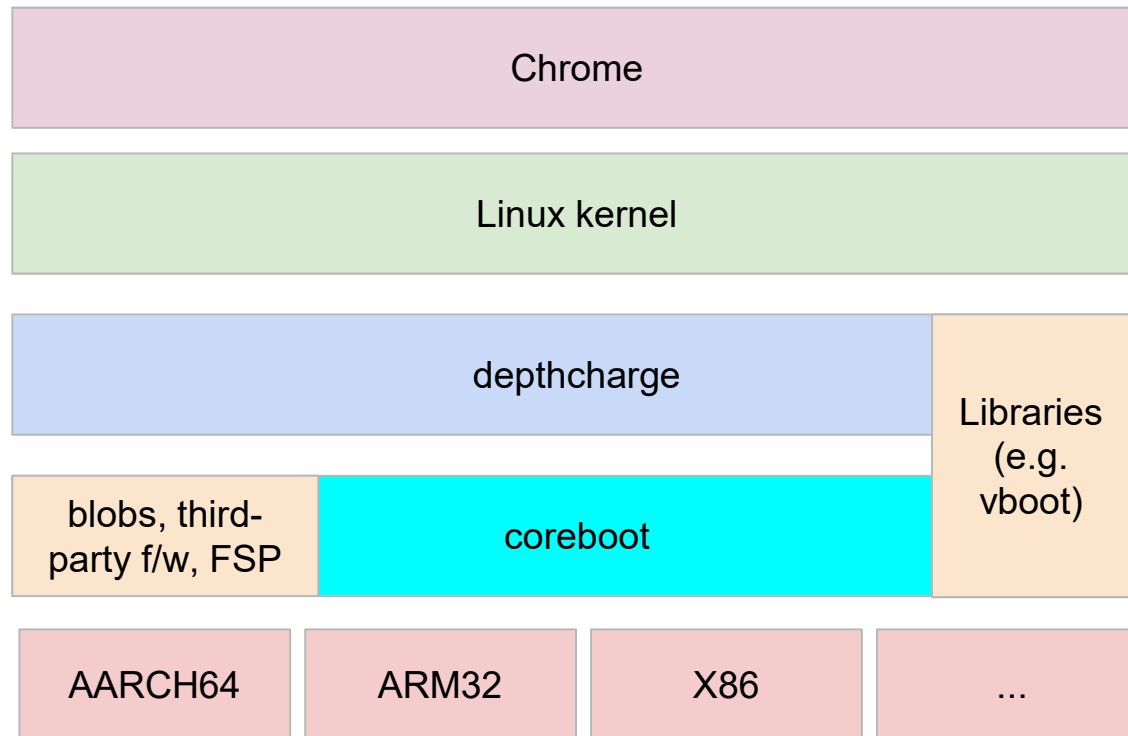 Chrome
Linux kernel
depthcharge
Libraries
(e.g.
vboot)
blobs, third-
party f/w, FSP
coreboot
AARCH64
ARM32
X86
...